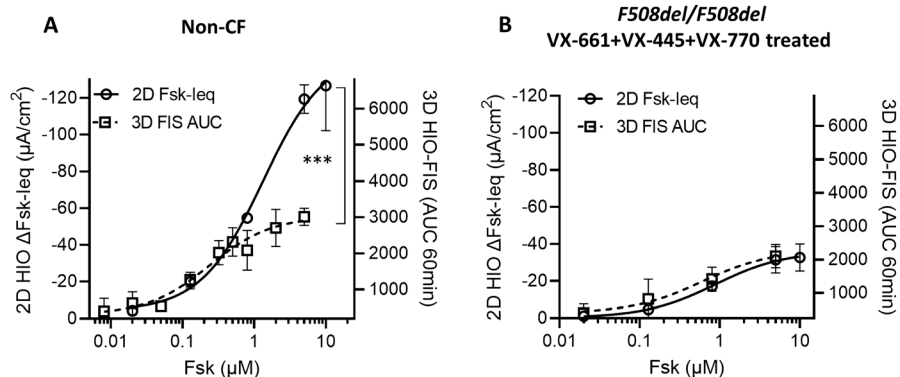 A
Non-CF
2D Fsk-Ieq
3D FIS AUC
2D HIO ΔFsk-Ieq (μA/cm²)
-120
-100
-80
-60
-40
-20
0
***
6000
5000
4000
3000
2000
1000
3D HIO-FIS (AUC 60min)
0.01
0.1
1
10
Fsk (μM)
B
F508del/F508del
VX-661+VX-445+VX-770 treated
2D Fsk-Ieq
3D FIS AUC
2D HIO ΔFsk-Ieq (μA/cm²)
-120
-100
-80
-60
-40
-20
0
6000
5000
4000
3000
2000
1000
3D HIO-FIS (AUC 60min)
0.01
0.1
1
10
Fsk (μM)